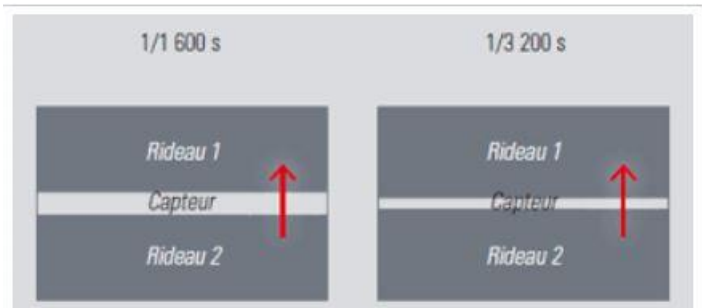 1/1 600 s
1/3 200 s
Rideau 1
Capteur
Rideau 2
Rideau 1
Capteur
Rideau 2